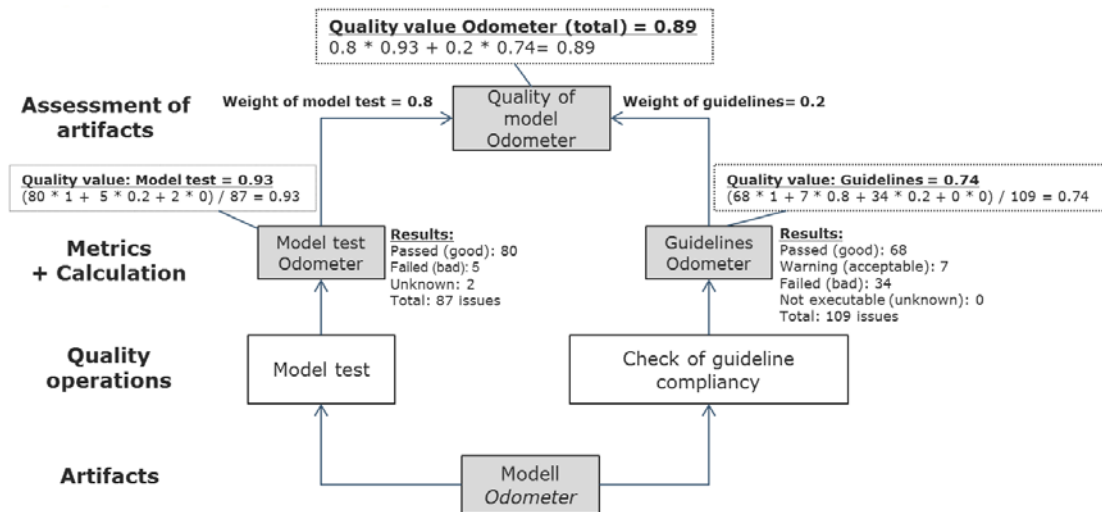 Quality value Odometer (total) = 0.89
0.8 * 0.93 + 0.2 * 0.74= 0.89
Assessment of
artifacts
Weight of model test = 0.8
Quality of
model
Odometer
Weight of guidelines= 0.2
Quality value: Model test = 0.93
(80 * 1 + 5 * 0.2 + 2 * 0) / 87 = 0.93
Quality value: Guidelines = 0.74
(68 * 1 + 7 * 0.8 + 34 * 0.2 + 0 * 0) / 109 = 0.74
Metrics
+ Calculation
Model test
Odometer
Results:
Passed (good): 80
Failed (bad): 5
Unknown: 2
Total: 87 issues
Guidelines
Odometer
Results:
Passed (good): 68
Warning (acceptable): 7
Failed (bad): 34
Not executable (unknown): 0
Total: 109 issues
Quality
operations
Model test
Check of guideline
compliancy
Artifacts
Modell
Odometer